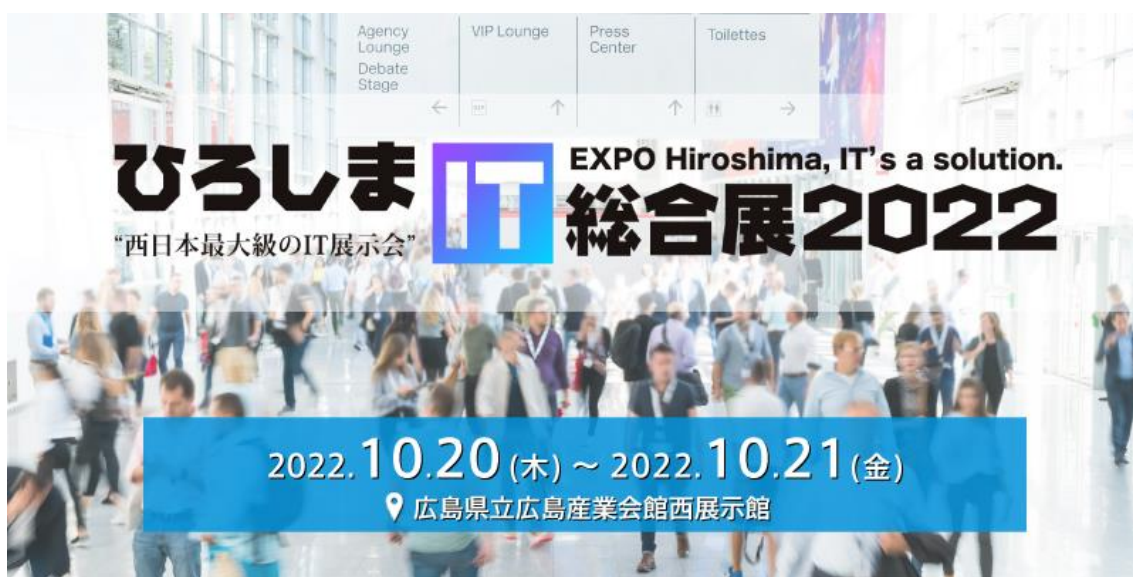 Agency
Lounge
Debate
Stage
VIP Lounge
Press
Center
Toilettes
ひろしま
IT
EXPO Hiroshima, IT's a solution.
総合展2022
“西日本最大級のIT展示会”
2022.10.20(木)～2022.10.21(金)
広島県立広島産業会館西展示館